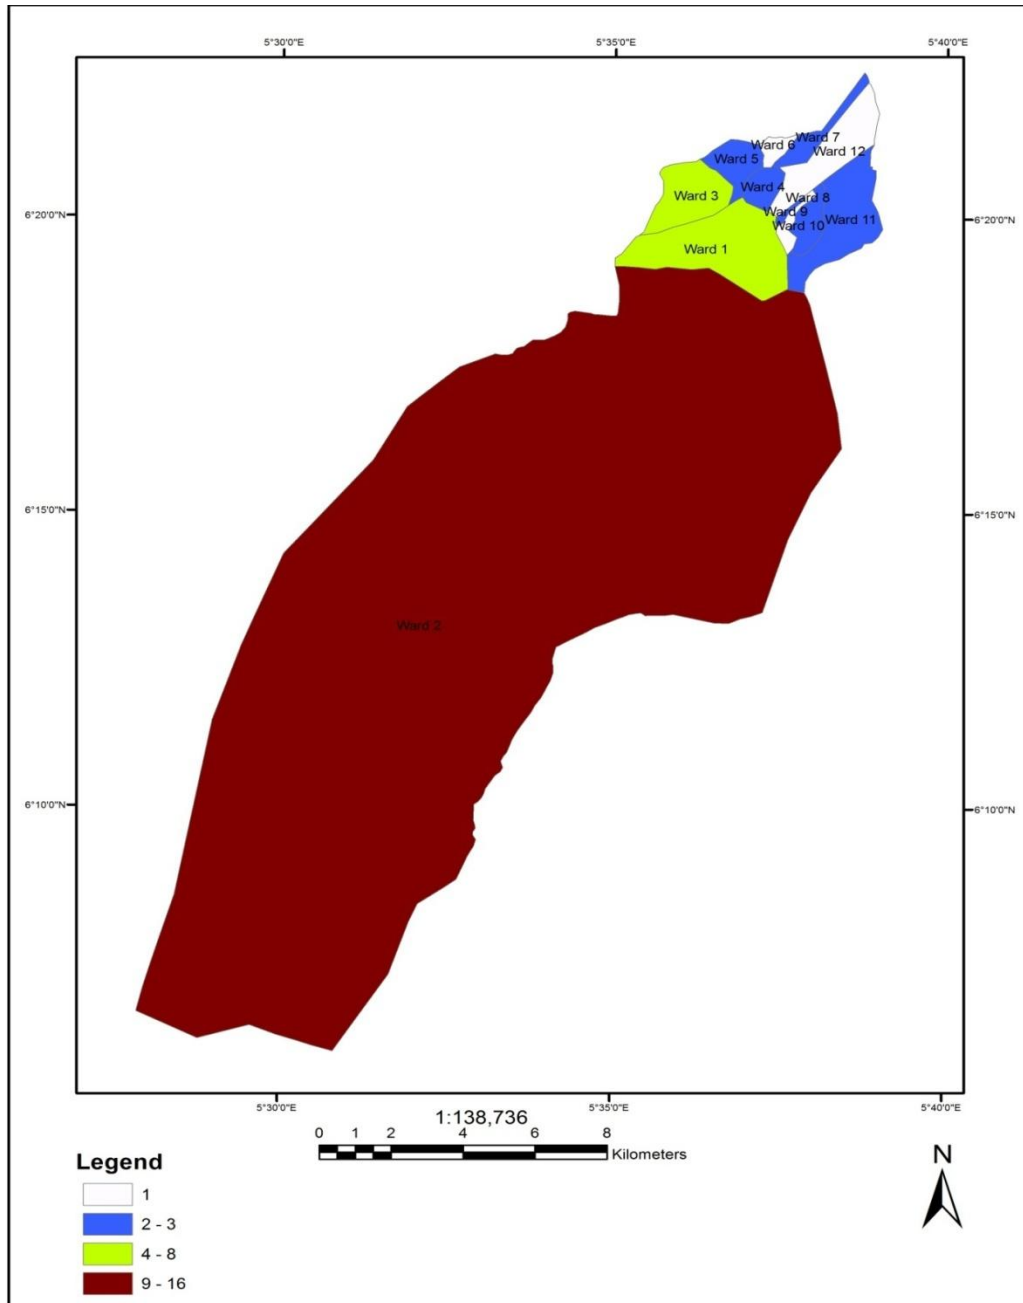 5°30'0"E 5°35'0"E 5°40'0"E
Ward 7
Ward 6
Ward 12
Ward 5
Ward 4
Ward 3
Ward 8
Ward 9
6°20'0"N Ward 11 6°20'0"N
Ward 10
Ward 1
6°15'0"N 6°15'0"N
Ward 2
6°10'0"N 6°10'0"N
5°30'0"E 5°35'0"E 5°40'0"E
1:138,736
0 1 2 4 6 8
Kilometers
N
Legend
1
2 - 3
4 - 8
9 - 16